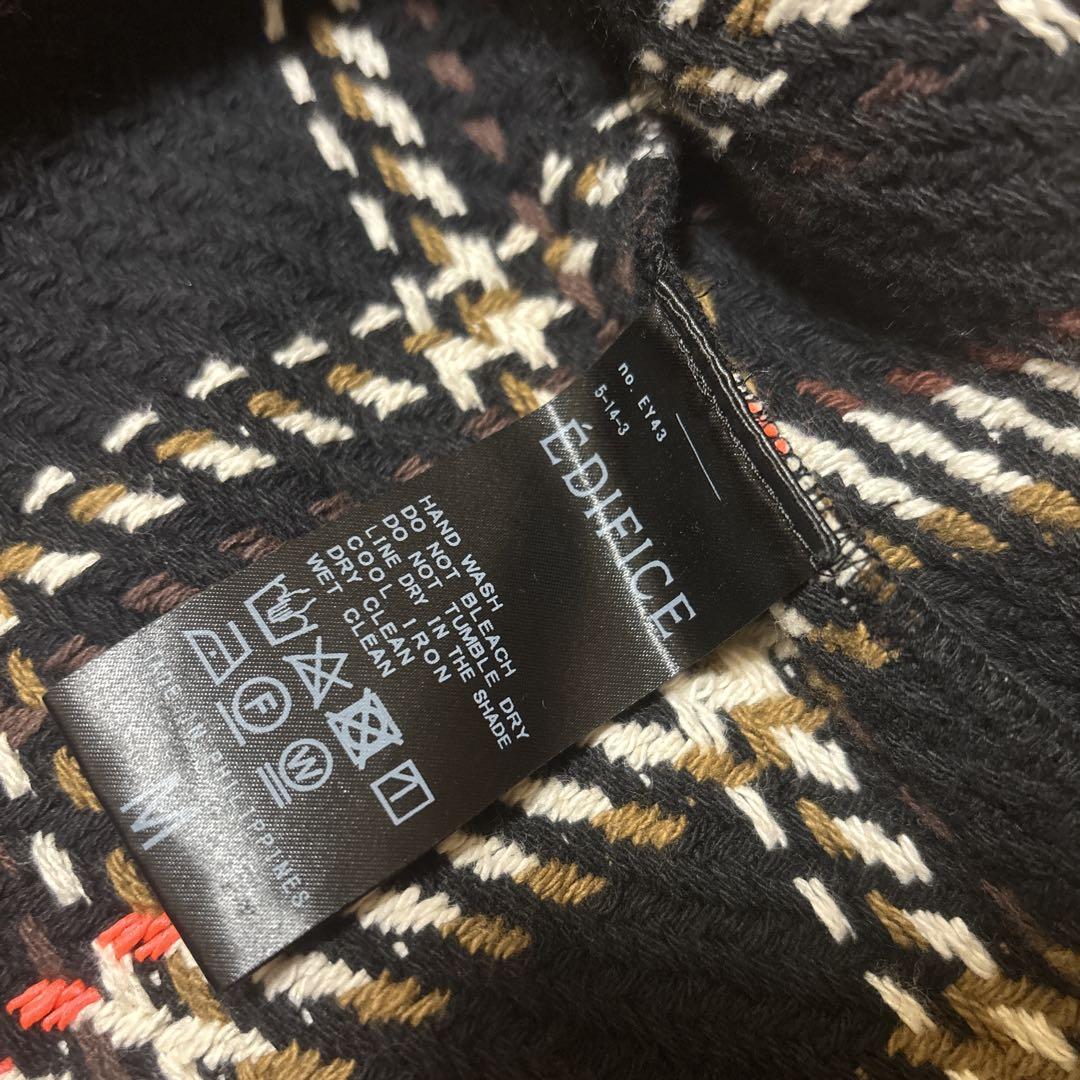 no. EY43
5-14-3
ÉDIFICE
HAND WASH
DO NOT BLEACH
DO NOT TUMBLE DRY
LINE DRY IN THE SHADE
COOL IRON
DRY CLEAN
WET CLEAN
F
W
MADE IN PHILIPPINES
M